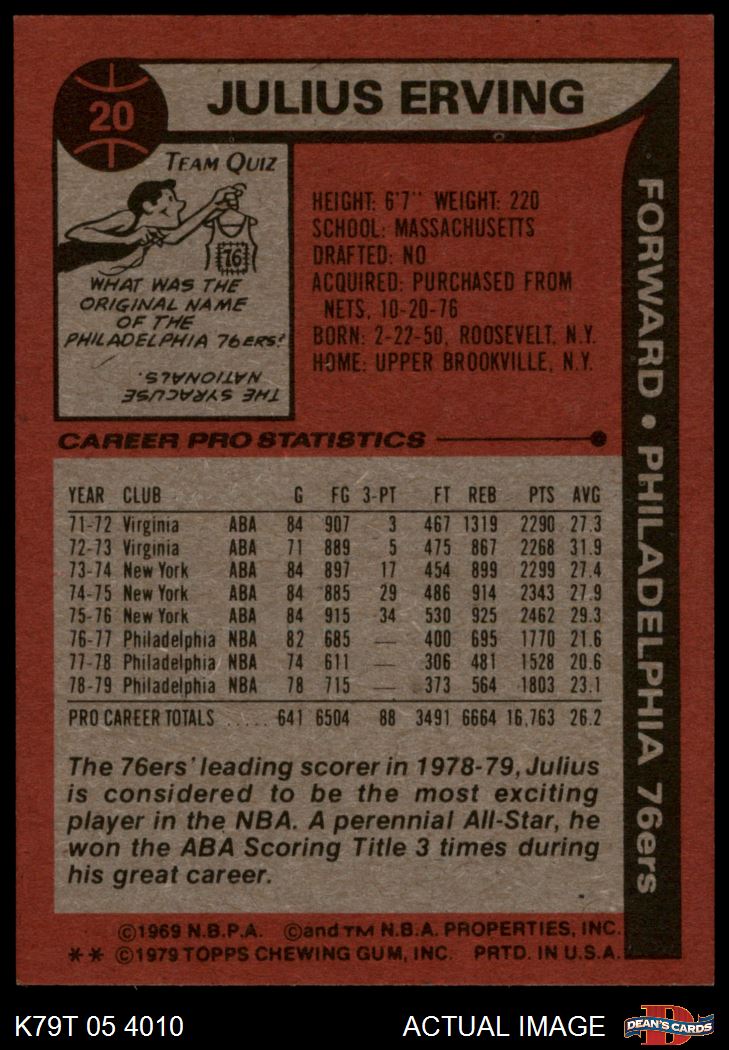 20
JULIUS ERVING
TEAM QUIZ
76
WHAT WAS THE
ORIGINAL NAME
OF THE
PHILADELPHIA 76ERS?
THE SYRACUSE
NATIONALS.
HEIGHT: 6'7" WEIGHT: 220
SCHOOL: MASSACHUSETTS
DRAFTED: NO
ACQUIRED: PURCHASED FROM
NETS, 10-20-76
BORN: 2-22-50, ROOSEVELT, N.Y.
HOME: UPPER BROOKVILLE, N.Y.
FORWARD • PHILADELPHIA 76ers
CAREER PRO STATISTICS
YEAR CLUB G FG 3-PT FT REB PTS AVG
71-72 Virginia ABA 84 907 3 467 1319 2290 27.3
72-73 Virginia ABA 71 889 5 475 867 2268 31.9
73-74 New York ABA 84 897 17 454 899 2299 27.4
74-75 New York ABA 84 885 29 486 914 2343 27.9
75-76 New York ABA 84 915 34 530 925 2462 29.3
76-77 Philadelphia NBA 82 685 — 400 695 1770 21.6
77-78 Philadelphia NBA 74 611 — 306 481 1528 20.6
78-79 Philadelphia NBA 78 715 — 373 564 1803 23.1
PRO CAREER TOTALS ..... 641 6504 88 3491 6664 16,763 26.2
The 76ers' leading scorer in 1978-79, Julius
is considered to be the most exciting
player in the NBA. A perennial All-Star, he
won the ABA Scoring Title 3 times during
his great career.
©1969 N.B.P.A. ©and TM N.B.A. PROPERTIES, INC.
** ©1979 TOPPS CHEWING GUM, INC. PRTD. IN U.S.A.
K79T 05 4010 ACTUAL IMAGE DEAN'S CARDS